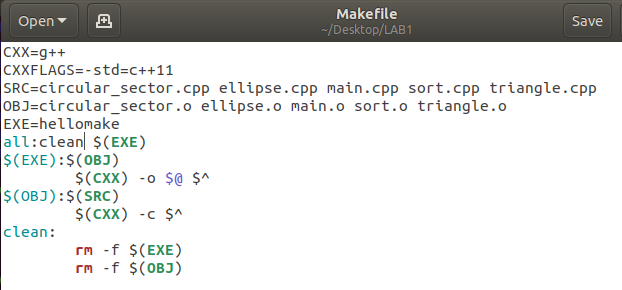 Open
Makefile
~/Desktop/LAB1
Save
CXX=g++
CXXFLAGS=-std=c++11
SRC=circular_sector.cpp ellipse.cpp main.cpp sort.cpp triangle.cpp
OBJ=circular_sector.o ellipse.o main.o sort.o triangle.o
EXE=hellomake
all:clean $(EXE)
$(EXE):$(OBJ)
        $(CXX) -o $@ $^
$(OBJ):$(SRC)
        $(CXX) -c $^
clean:
        rm -f $(EXE)
        rm -f $(OBJ)